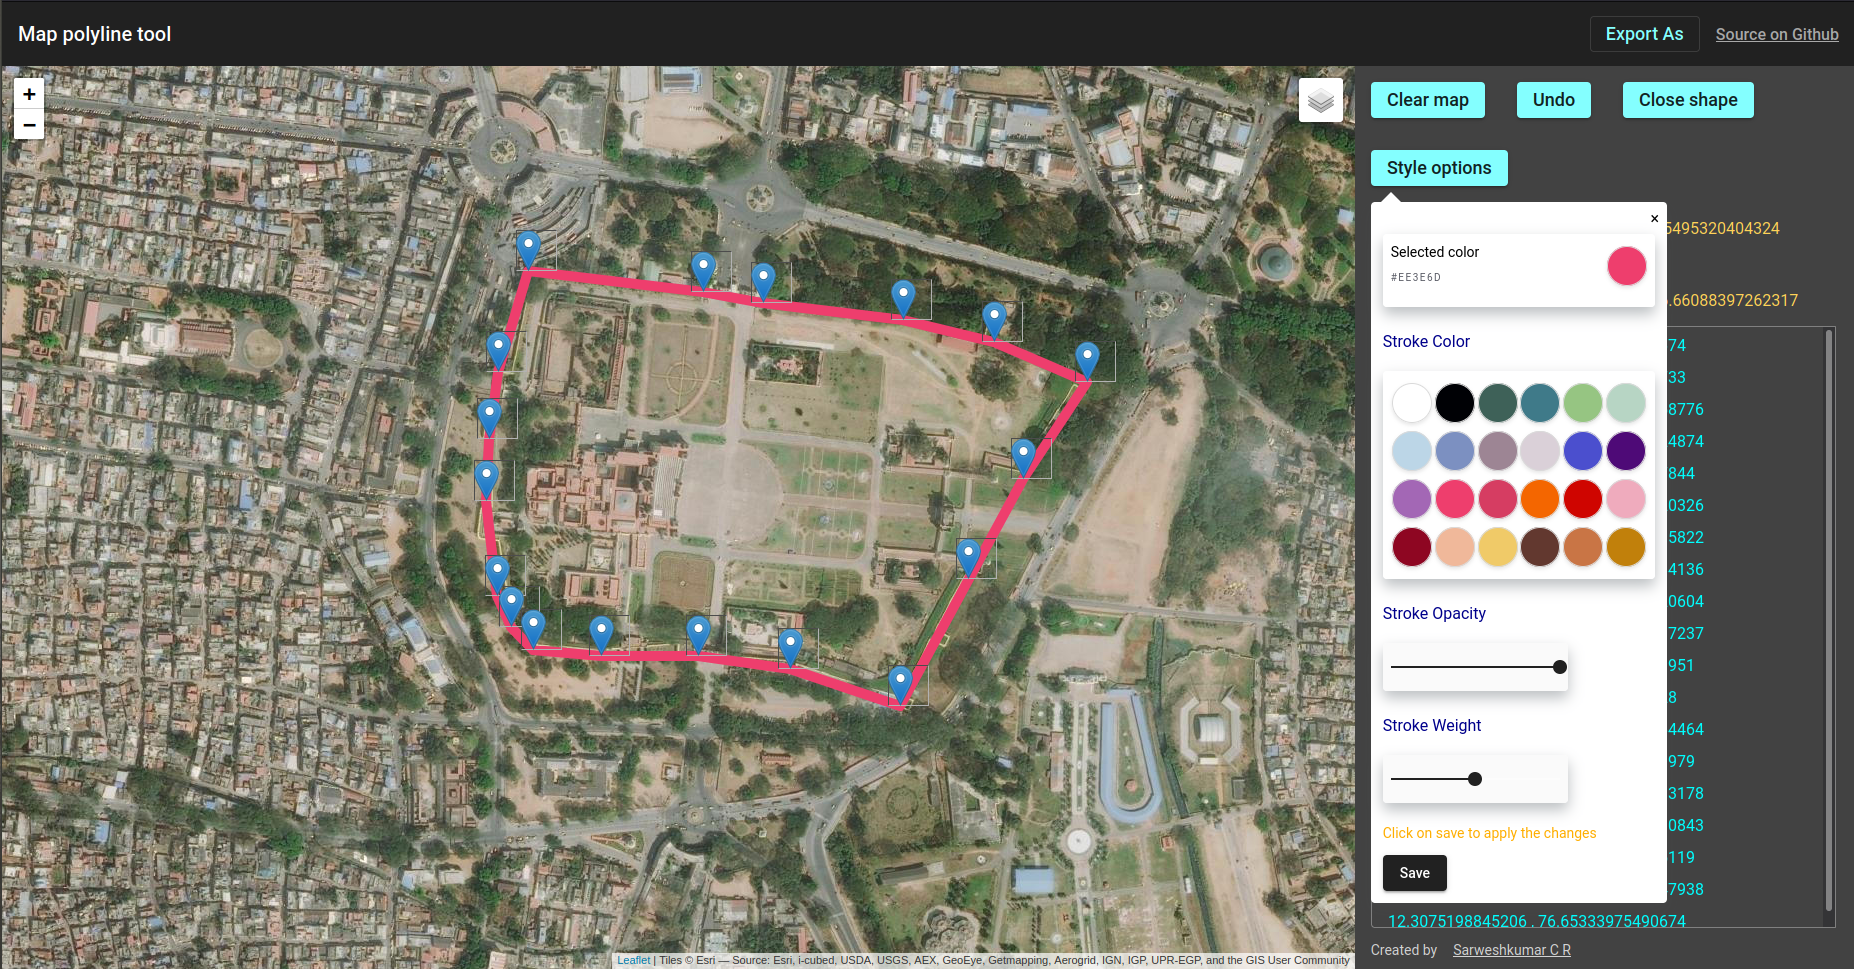 Map polyline tool
Export As
Source on Github
+
−
Clear map
Undo
Close shape
Style options
×
5495320404324
Selected color
#EE3E6D
.66088397262317
Stroke Color
74
33
8776
4874
844
0326
5822
4136
Stroke Opacity
0604
7237
951
8
Stroke Weight
4464
979
3178
Click on save to apply the changes
0843
119
Save
7938
12.3075198845206 , 76.65333975490674
Created by Sarweshkumar C R
Leaflet | Tiles © Esri — Source: Esri, i-cubed, USDA, USGS, AEX, GeoEye, Getmapping, Aerogrid, IGN, IGP, UPR-EGP, and the GIS User Community